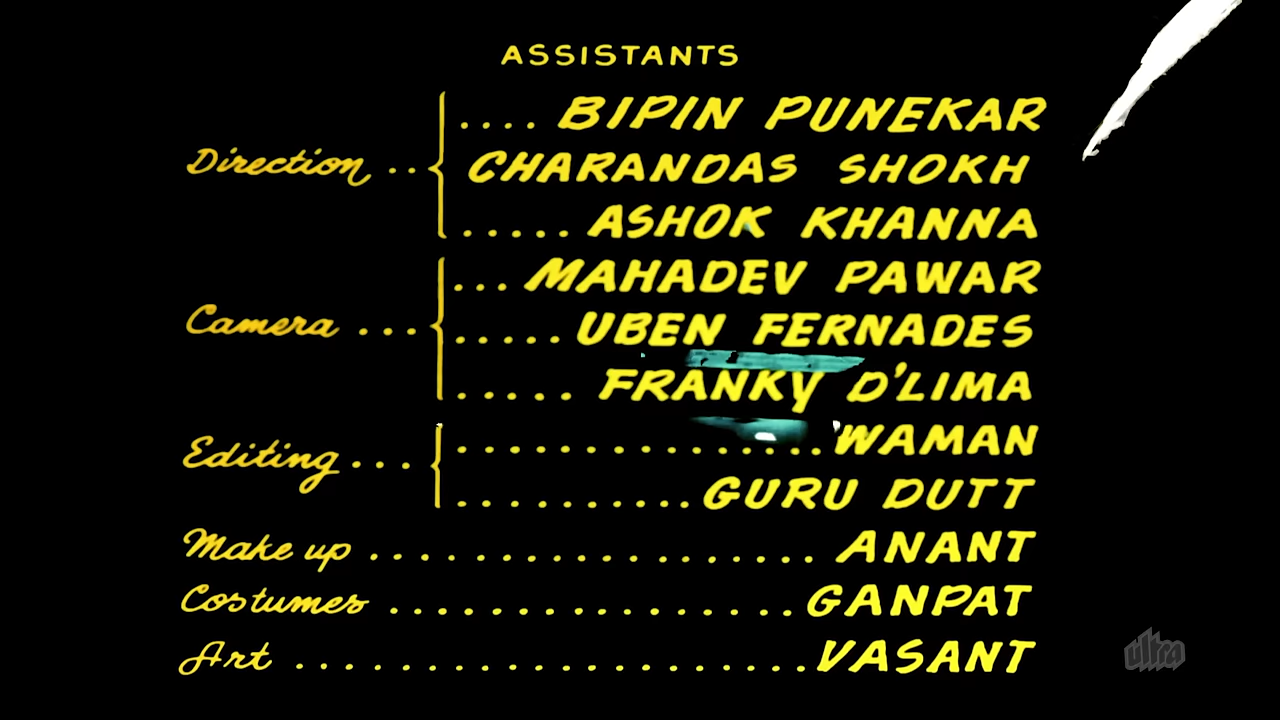 ASSISTANTS
Direction .. .... BIPIN PUNEKAR
CHARANDAS SHOKH
..... ASHOK KHANNA
Camera ... ... MAHADEV PAWAR
..... UBEN FERNADES
..... FRANKY D'LIMA
Editing ... ............... WAMAN
.......... GURU DUTT
Make up ................. ANANT
Costumes ................ GANPAT
Art ..................... VASANT
ultra